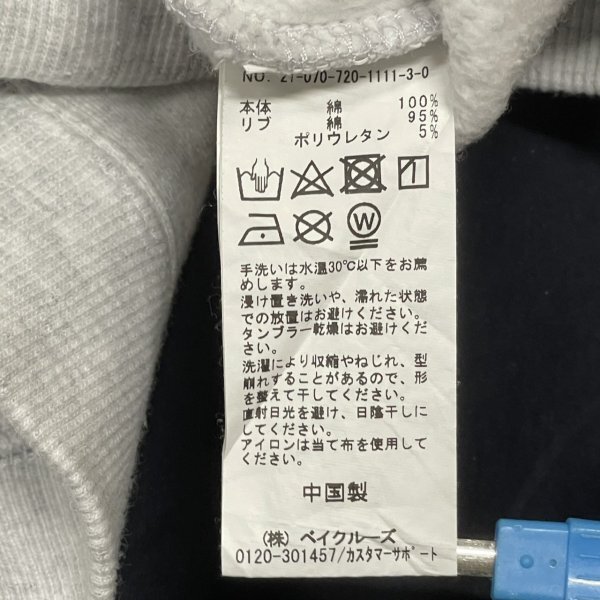 NO. 21-070-720-1111-3-0
本体 綿 100%
リブ 綿 95%
ポリウレタン 5%
W
手洗いは水温30℃以下をお薦
めします。
浸け置き洗いや、濡れた状態
での放置はお避けください。
タンブラー乾燥はお避けくださ
い。
洗濯により収縮やねじれ、型
崩れすることがあるので、形
を整えて干してください。
直射日光を避け、日陰干しに
してください。
アイロンは当て布を使用して
ください。
中国製
(株) ベイクルーズ
0120-301457/カスタマーサポート